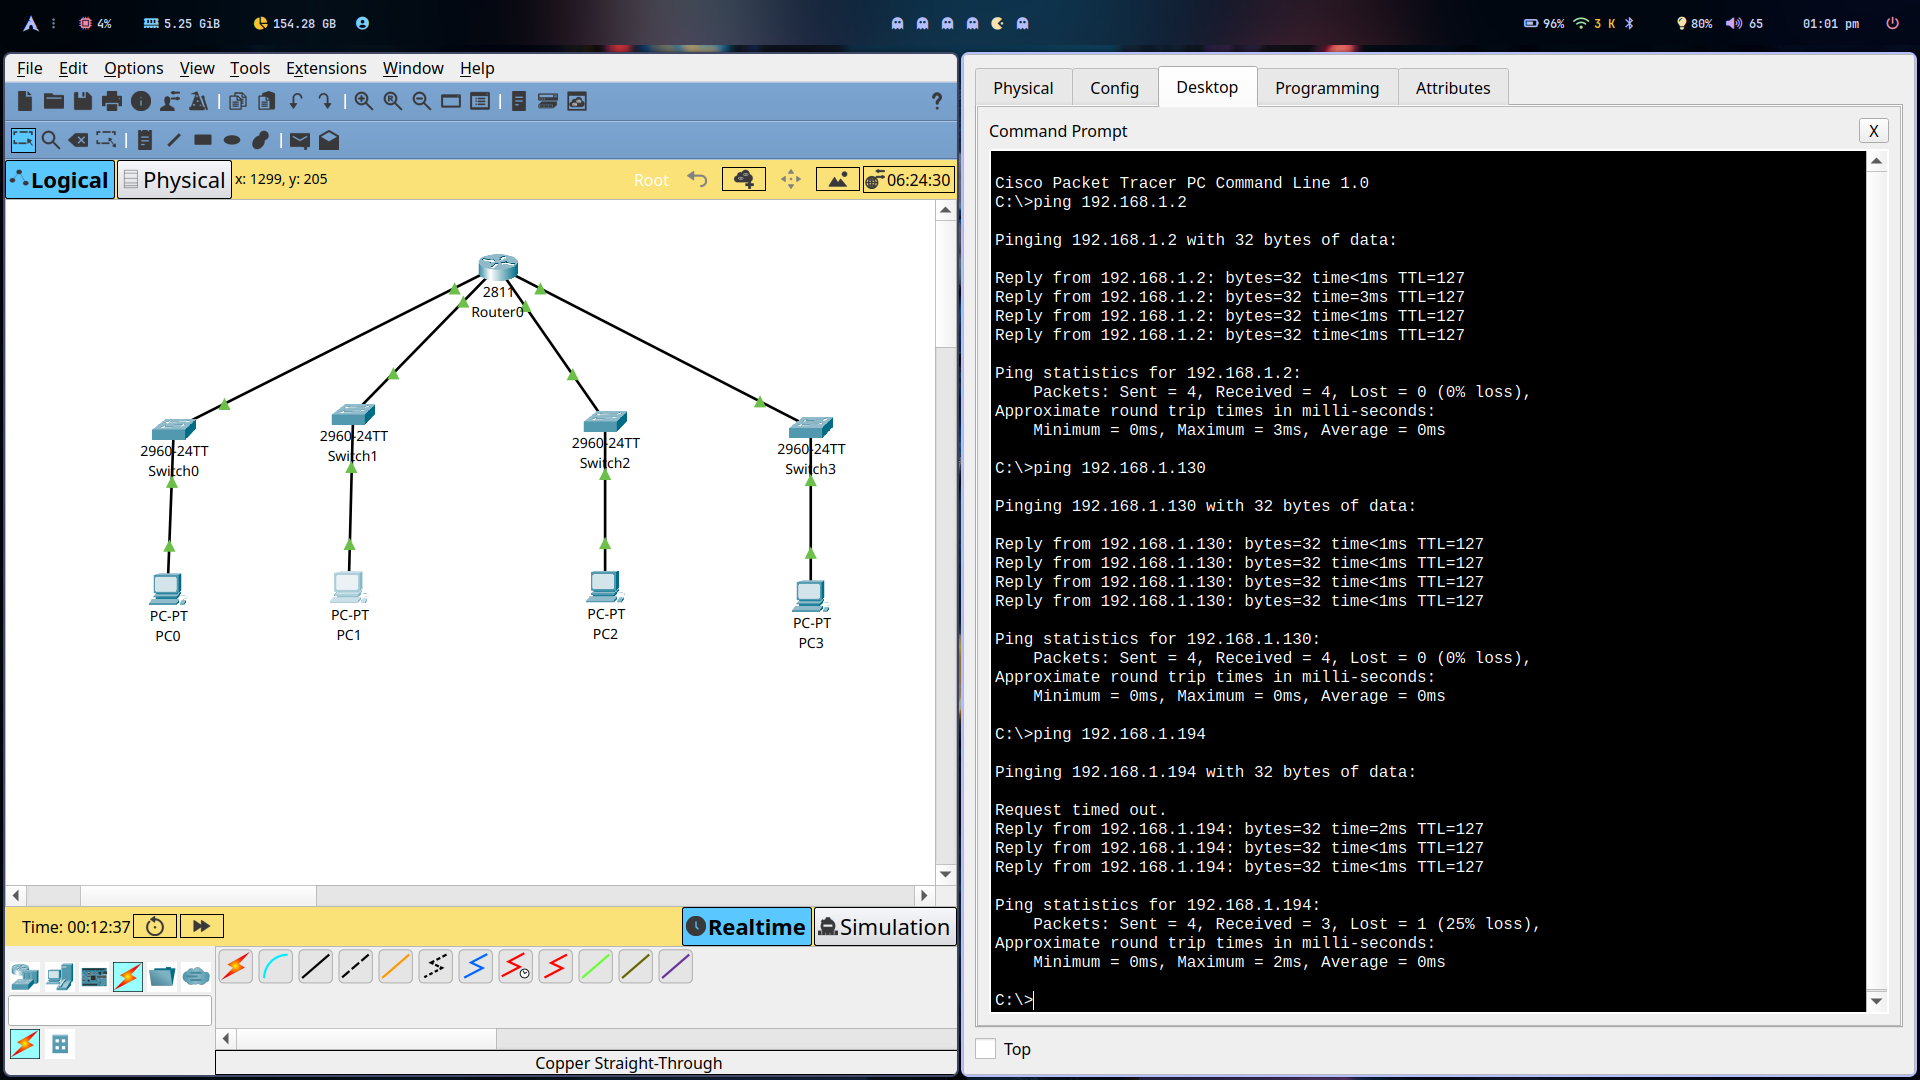 4%
5.25 GiB
154.28 GB
96%
3 K
80%
65
01:01 pm
File Edit Options View Tools Extensions Window Help
?
Logical
Physical
x: 1299, y: 205
Root
06:24:30
2811
Router0
2960-24TT
Switch0
2960-24TT
Switch1
2960-24TT
Switch2
2960-24TT
Switch3
PC-PT
PC0
PC-PT
PC1
PC-PT
PC2
PC-PT
PC3
Time: 00:12:37
Realtime
Simulation
Copper Straight-Through
Physical Config Desktop Programming Attributes
Command Prompt
X
Cisco Packet Tracer PC Command Line 1.0
C:\>ping 192.168.1.2
Pinging 192.168.1.2 with 32 bytes of data:
Reply from 192.168.1.2: bytes=32 time<1ms TTL=127
Reply from 192.168.1.2: bytes=32 time=3ms TTL=127
Reply from 192.168.1.2: bytes=32 time<1ms TTL=127
Reply from 192.168.1.2: bytes=32 time<1ms TTL=127
Ping statistics for 192.168.1.2:
Packets: Sent = 4, Received = 4, Lost = 0 (0% loss),
Approximate round trip times in milli-seconds:
Minimum = 0ms, Maximum = 3ms, Average = 0ms
C:\>ping 192.168.1.130
Pinging 192.168.1.130 with 32 bytes of data:
Reply from 192.168.1.130: bytes=32 time<1ms TTL=127
Reply from 192.168.1.130: bytes=32 time<1ms TTL=127
Reply from 192.168.1.130: bytes=32 time<1ms TTL=127
Reply from 192.168.1.130: bytes=32 time<1ms TTL=127
Ping statistics for 192.168.1.130:
Packets: Sent = 4, Received = 4, Lost = 0 (0% loss),
Approximate round trip times in milli-seconds:
Minimum = 0ms, Maximum = 0ms, Average = 0ms
C:\>ping 192.168.1.194
Pinging 192.168.1.194 with 32 bytes of data:
Request timed out.
Reply from 192.168.1.194: bytes=32 time=2ms TTL=127
Reply from 192.168.1.194: bytes=32 time<1ms TTL=127
Reply from 192.168.1.194: bytes=32 time<1ms TTL=127
Ping statistics for 192.168.1.194:
Packets: Sent = 4, Received = 3, Lost = 1 (25% loss),
Approximate round trip times in milli-seconds:
Minimum = 0ms, Maximum = 2ms, Average = 0ms
C:\>
Top